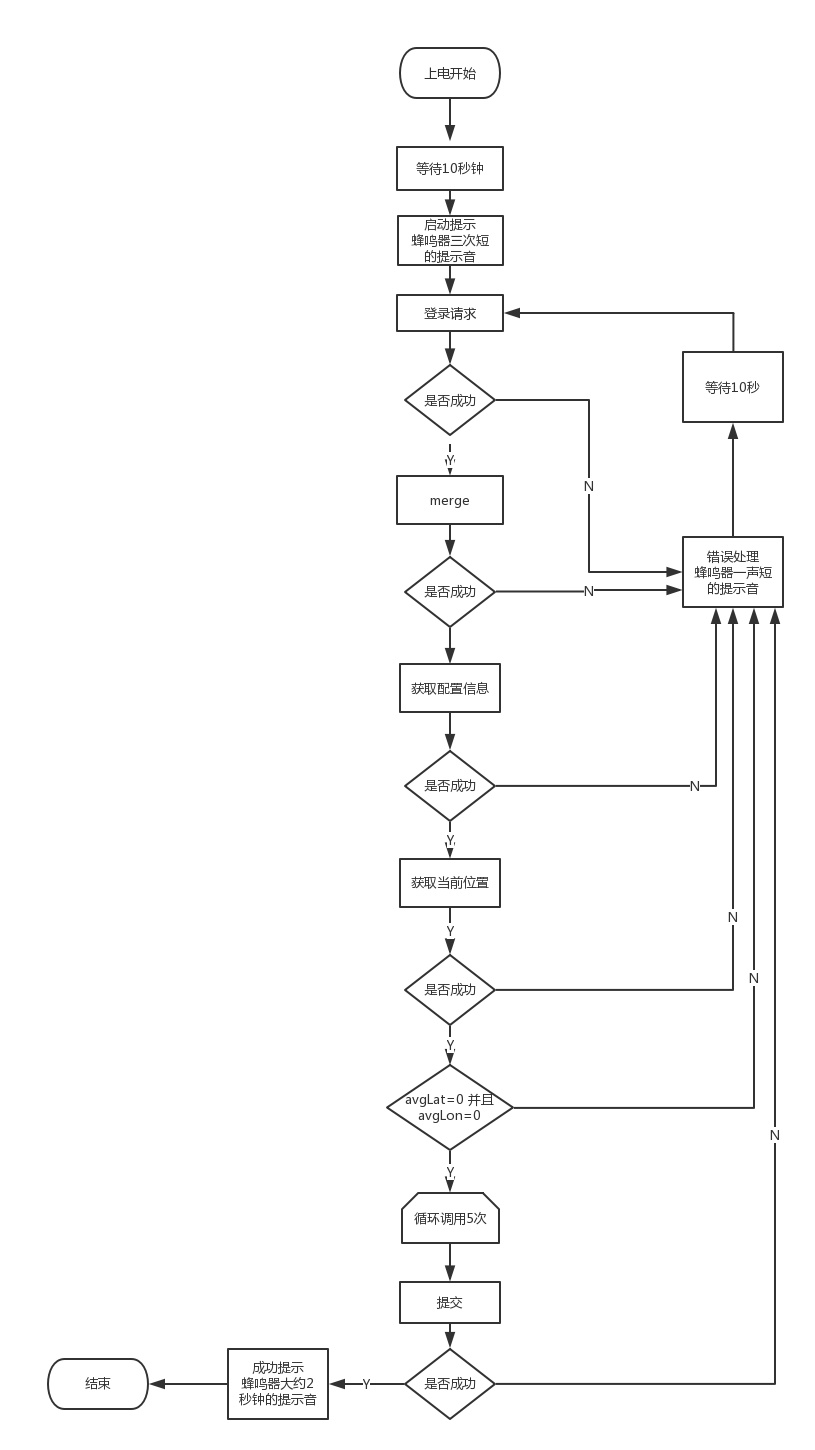 上电开始
等待10秒钟
启动提示
蜂鸣器三次短
的提示音
登录请求
等待10秒
是否成功
Y
N
merge
错误处理
蜂鸣器一声短
的提示音
是否成功
N
获取配置信息
是否成功
N
Y
获取当前位置
N
Y
是否成功
N
Y
avgLat=0 并且
avgLon=0
N
Y
循环调用5次
提交
成功提示
蜂鸣器大约2
秒钟的提示音
结束
Y
是否成功